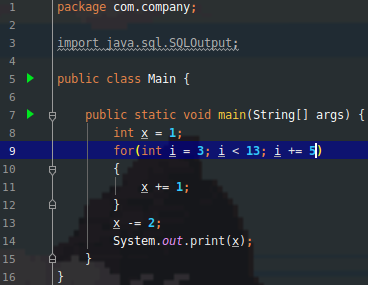 1 package com.company;
2
3 import java.sql.SQLOutput;
4
5 public class Main {
6
7 public static void main(String[] args) {
8 int x = 1;
9 for(int i = 3; i < 13; i += 5)
10 {
11 x += 1;
12 }
13 x -= 2;
14 System.out.print(x);
15 }
16 }